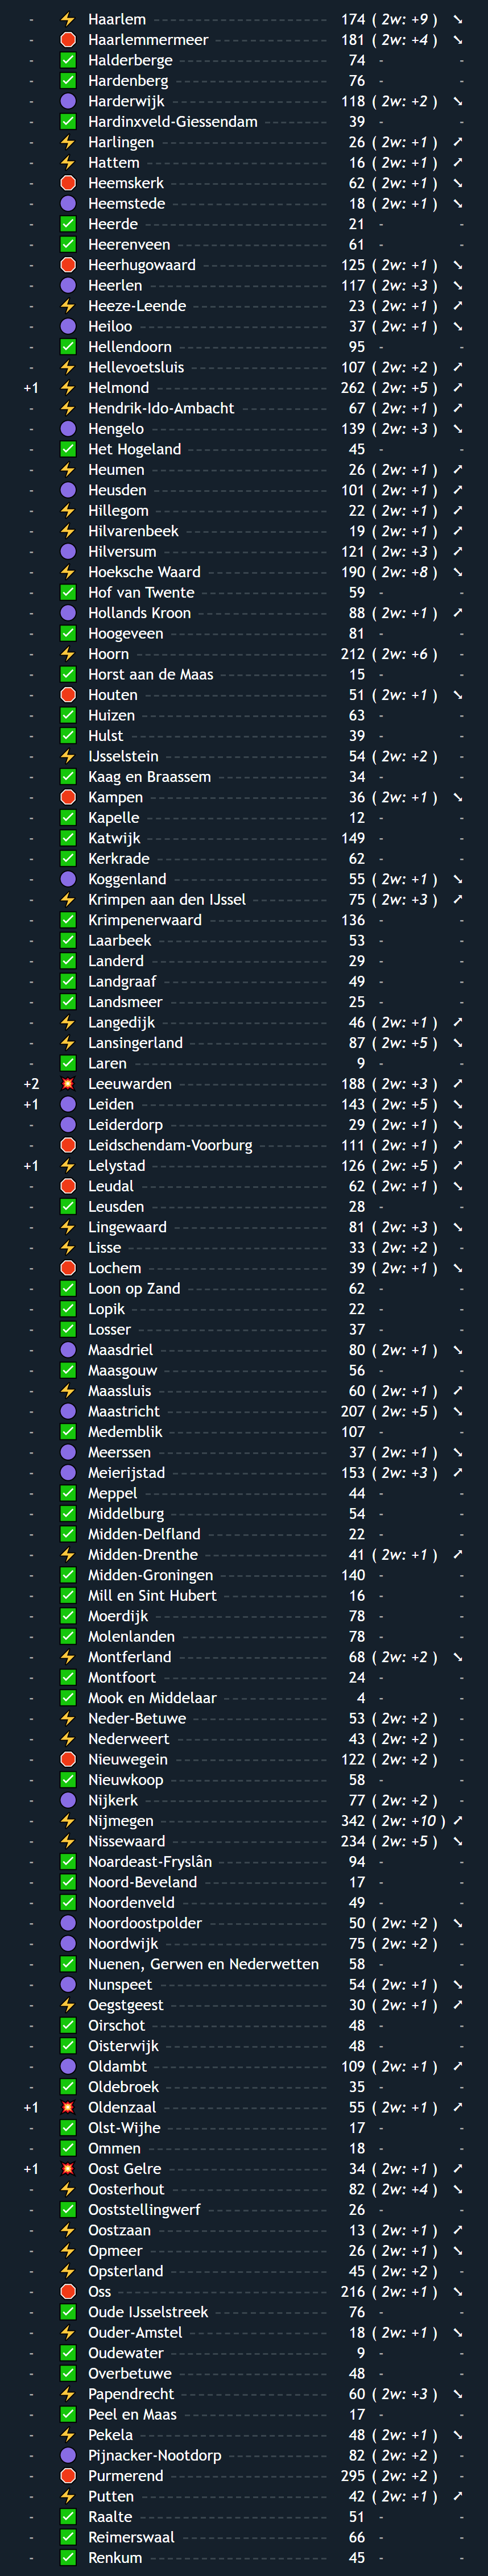 - ⚡ Haarlem 174 ( 2w: +9 ) ➘
- 🛑 Haarlemmermeer 181 ( 2w: +4 ) ➘
- ✅ Halderberge 74 - -
- ✅ Hardenberg 76 - -
- 🟣 Harderwijk 118 ( 2w: +2 ) ➘
- ✅ Hardinxveld-Giessendam 39 - -
- ⚡ Harlingen 26 ( 2w: +1 ) ➚
- ⚡ Hattem 16 ( 2w: +1 ) ➚
- 🛑 Heemskerk 62 ( 2w: +1 ) ➘
- 🟣 Heemstede 18 ( 2w: +1 ) ➘
- ✅ Heerde 21 - -
- ✅ Heerenveen 61 - -
- 🛑 Heerhugowaard 125 ( 2w: +1 ) ➘
- 🟣 Heerlen 117 ( 2w: +3 ) ➘
- ⚡ Heeze-Leende 23 ( 2w: +1 ) ➚
- 🟣 Heiloo 37 ( 2w: +1 ) ➘
- ✅ Hellendoorn 95 - -
- ⚡ Hellevoetsluis 107 ( 2w: +2 ) ➚
+1 ⚡ Helmond 262 ( 2w: +5 ) ➚
- ⚡ Hendrik-Ido-Ambacht 67 ( 2w: +1 ) ➚
- 🟣 Hengelo 139 ( 2w: +3 ) ➘
- ✅ Het Hogeland 45 - -
- ⚡ Heumen 26 ( 2w: +1 ) ➚
- 🟣 Heusden 101 ( 2w: +1 ) ➚
- ⚡ Hillegom 22 ( 2w: +1 ) ➚
- ⚡ Hilvarenbeek 19 ( 2w: +1 ) ➚
- 🟣 Hilversum 121 ( 2w: +3 ) ➚
- ⚡ Hoeksche Waard 190 ( 2w: +8 ) ➘
- ✅ Hof van Twente 59 - -
- 🟣 Hollands Kroon 88 ( 2w: +1 ) ➚
- ✅ Hoogeveen 81 - -
- ⚡ Hoorn 212 ( 2w: +6 ) -
- ✅ Horst aan de Maas 15 - -
- 🛑 Houten 51 ( 2w: +1 ) ➘
- ✅ Huizen 63 - -
- ✅ Hulst 39 - -
- ⚡ IJsselstein 54 ( 2w: +2 ) -
- ✅ Kaag en Braassem 34 - -
- 🛑 Kampen 36 ( 2w: +1 ) ➘
- ✅ Kapelle 12 - -
- ✅ Katwijk 149 - -
- ✅ Kerkrade 62 - -
- 🟣 Koggenland 55 ( 2w: +1 ) ➘
- ⚡ Krimpen aan den IJssel 75 ( 2w: +3 ) ➚
- ✅ Krimpenerwaard 136 - -
- ✅ Laarbeek 53 - -
- ✅ Landerd 29 - -
- ✅ Landgraaf 49 - -
- ✅ Landsmeer 25 - -
- ⚡ Langedijk 46 ( 2w: +1 ) ➚
- ⚡ Lansingerland 87 ( 2w: +5 ) ➘
- ✅ Laren 9 - -
+2 💥 Leeuwarden 188 ( 2w: +3 ) ➚
+1 🟣 Leiden 143 ( 2w: +5 ) ➘
- 🟣 Leiderdorp 29 ( 2w: +1 ) ➘
- 🛑 Leidschendam-Voorburg 111 ( 2w: +1 ) ➚
+1 ⚡ Lelystad 126 ( 2w: +5 ) ➚
- 🛑 Leudal 62 ( 2w: +1 ) ➘
- ✅ Leusden 28 - -
- ⚡ Lingewaard 81 ( 2w: +3 ) ➘
- ⚡ Lisse 33 ( 2w: +2 ) -
- 🛑 Lochem 39 ( 2w: +1 ) ➘
- ✅ Loon op Zand 62 - -
- ✅ Lopik 22 - -
- ✅ Losser 37 - -
- 🟣 Maasdriel 80 ( 2w: +1 ) ➘
- ✅ Maasgouw 56 - -
- ⚡ Maassluis 60 ( 2w: +1 ) ➚
- 🟣 Maastricht 207 ( 2w: +5 ) ➘
- ✅ Medemblik 107 - -
- 🟣 Meerssen 37 ( 2w: +1 ) ➘
- 🟣 Meierijstad 153 ( 2w: +3 ) ➚
- ✅ Meppel 44 - -
- ✅ Middelburg 54 - -
- ✅ Midden-Delfland 22 - -
- ⚡ Midden-Drenthe 41 ( 2w: +1 ) ➚
- ✅ Midden-Groningen 140 - -
- ✅ Mill en Sint Hubert 16 - -
- ✅ Moerdijk 78 - -
- ✅ Molenlanden 78 - -
- ⚡ Montferland 68 ( 2w: +2 ) ➘
- ✅ Montfoort 24 - -
- ✅ Mook en Middelaar 4 - -
- ⚡ Neder-Betuwe 53 ( 2w: +2 ) -
- ⚡ Nederweert 43 ( 2w: +2 ) -
- 🛑 Nieuwegein 122 ( 2w: +2 ) -
- ✅ Nieuwkoop 58 - -
- 🟣 Nijkerk 77 ( 2w: +2 ) -
- ⚡ Nijmegen 342 ( 2w: +10 ) ➚
- ⚡ Nissewaard 234 ( 2w: +5 ) ➘
- ✅ Noardeast-Fryslân 94 - -
- ✅ Noord-Beveland 17 - -
- ✅ Noordenveld 49 - -
- 🟣 Noordoostpolder 50 ( 2w: +2 ) ➘
- 🟣 Noordwijk 75 ( 2w: +2 ) -
- ✅ Nuenen, Gerwen en Nederwetten 58 - -
- 🟣 Nunspeet 54 ( 2w: +1 ) ➘
- ⚡ Oegstgeest 30 ( 2w: +1 ) ➚
- ✅ Oirschot 48 - -
- ✅ Oisterwijk 48 - -
- 🟣 Oldambt 109 ( 2w: +1 ) ➚
- ✅ Oldebroek 35 - -
+1 💥 Oldenzaal 55 ( 2w: +1 ) ➚
- ✅ Olst-Wijhe 17 - -
- ✅ Ommen 18 - -
+1 💥 Oost Gelre 34 ( 2w: +1 ) ➚
- ⚡ Oosterhout 82 ( 2w: +4 ) ➘
- ✅ Ooststellingwerf 26 - -
- ⚡ Oostzaan 13 ( 2w: +1 ) ➚
- ⚡ Opmeer 26 ( 2w: +1 ) ➘
- ⚡ Opsterland 45 ( 2w: +2 ) -
- 🛑 Oss 216 ( 2w: +1 ) ➘
- ✅ Oude IJsselstreek 76 - -
- ⚡ Ouder-Amstel 18 ( 2w: +1 ) ➘
- ✅ Oudewater 9 - -
- ✅ Overbetuwe 48 - -
- ⚡ Papendrecht 60 ( 2w: +3 ) ➘
- ✅ Peel en Maas 17 - -
- ⚡ Pekela 48 ( 2w: +1 ) ➘
- 🟣 Pijnacker-Nootdorp 82 ( 2w: +2 ) -
- 🛑 Purmerend 295 ( 2w: +2 ) -
- ⚡ Putten 42 ( 2w: +1 ) ➚
- ✅ Raalte 51 - -
- ✅ Reimerswaal 66 - -
- ✅ Renkum 45 - -